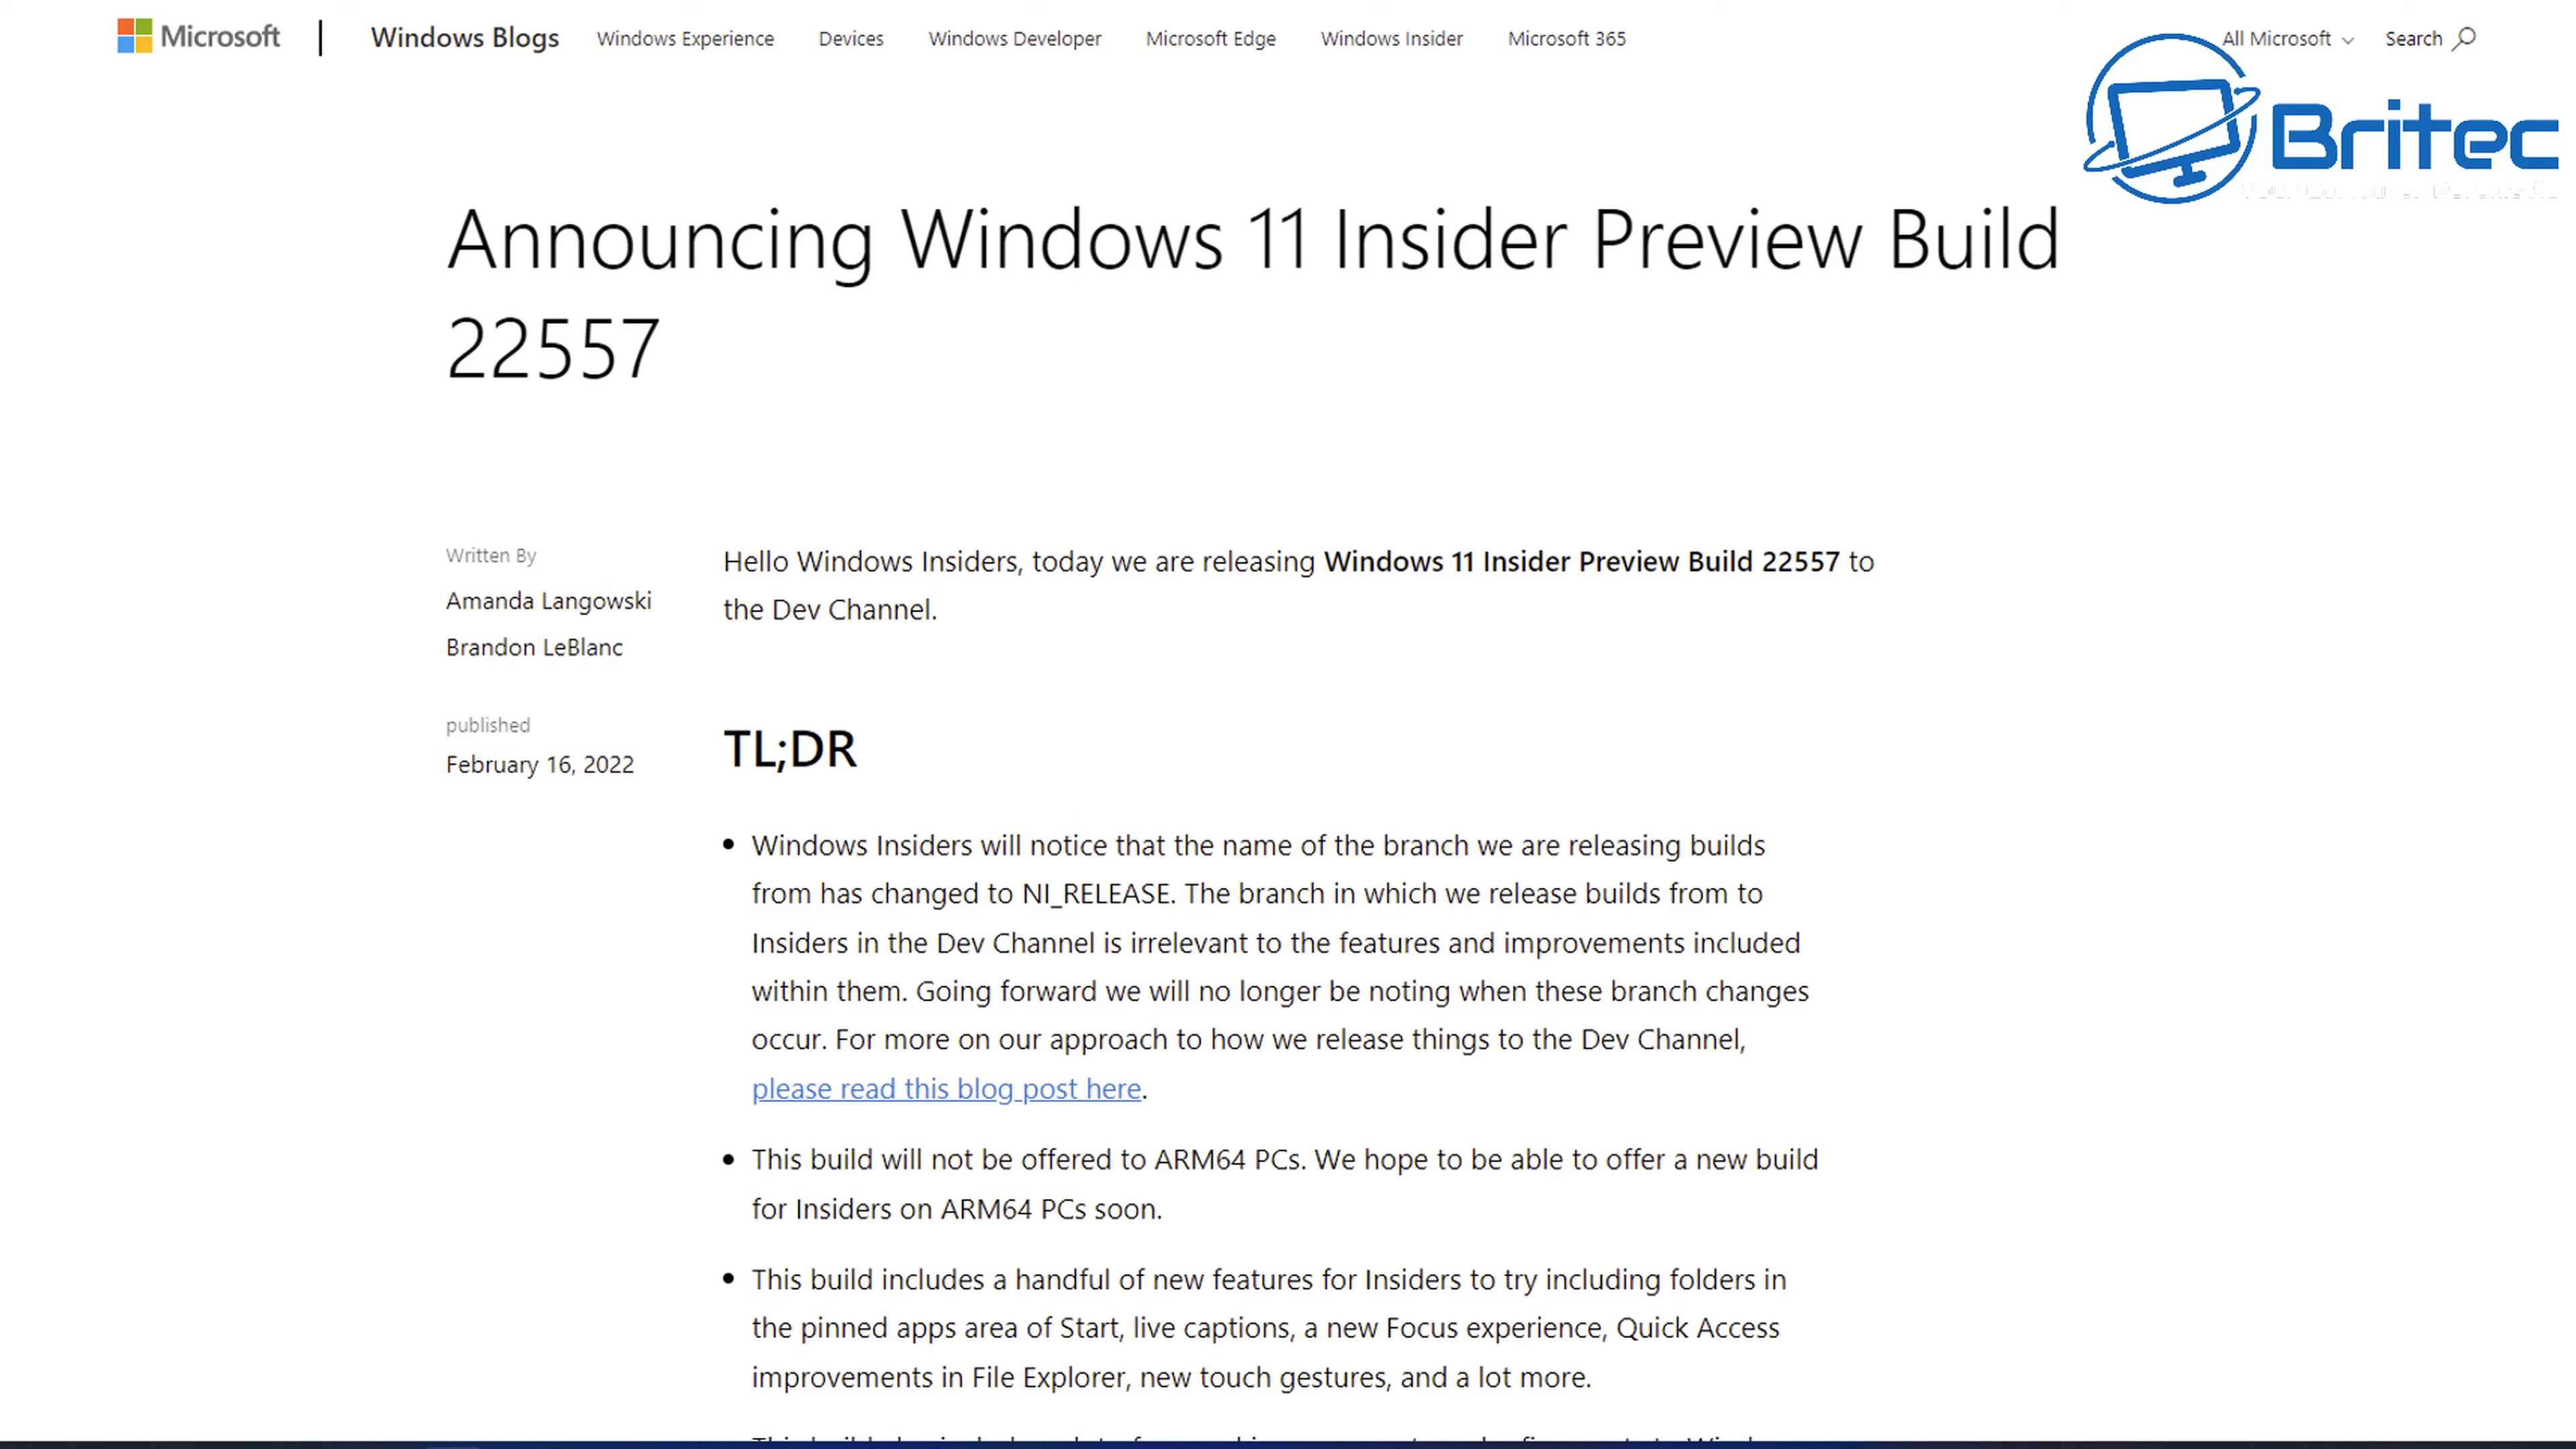 Microsoft
Windows Blogs
Windows Experience
Devices
Windows Developer
Microsoft Edge
Windows Insider
Microsoft 365
All Microsoft
Search
Britec
Announcing Windows 11 Insider Preview Build
22557
Written By
Amanda Langowski
Brandon LeBlanc
published
February 16, 2022
Hello Windows Insiders, today we are releasing Windows 11 Insider Preview Build 22557 to
the Dev Channel.
TL;DR
• Windows Insiders will notice that the name of the branch we are releasing builds
from has changed to NI_RELEASE. The branch in which we release builds from to
Insiders in the Dev Channel is irrelevant to the features and improvements included
within them. Going forward we will no longer be noting when these branch changes
occur. For more on our approach to how we release things to the Dev Channel,
please read this blog post here.
• This build will not be offered to ARM64 PCs. We hope to be able to offer a new build
for Insiders on ARM64 PCs soon.
• This build includes a handful of new features for Insiders to try including folders in
the pinned apps area of Start, live captions, a new Focus experience, Quick Access
improvements in File Explorer, new touch gestures, and a lot more.